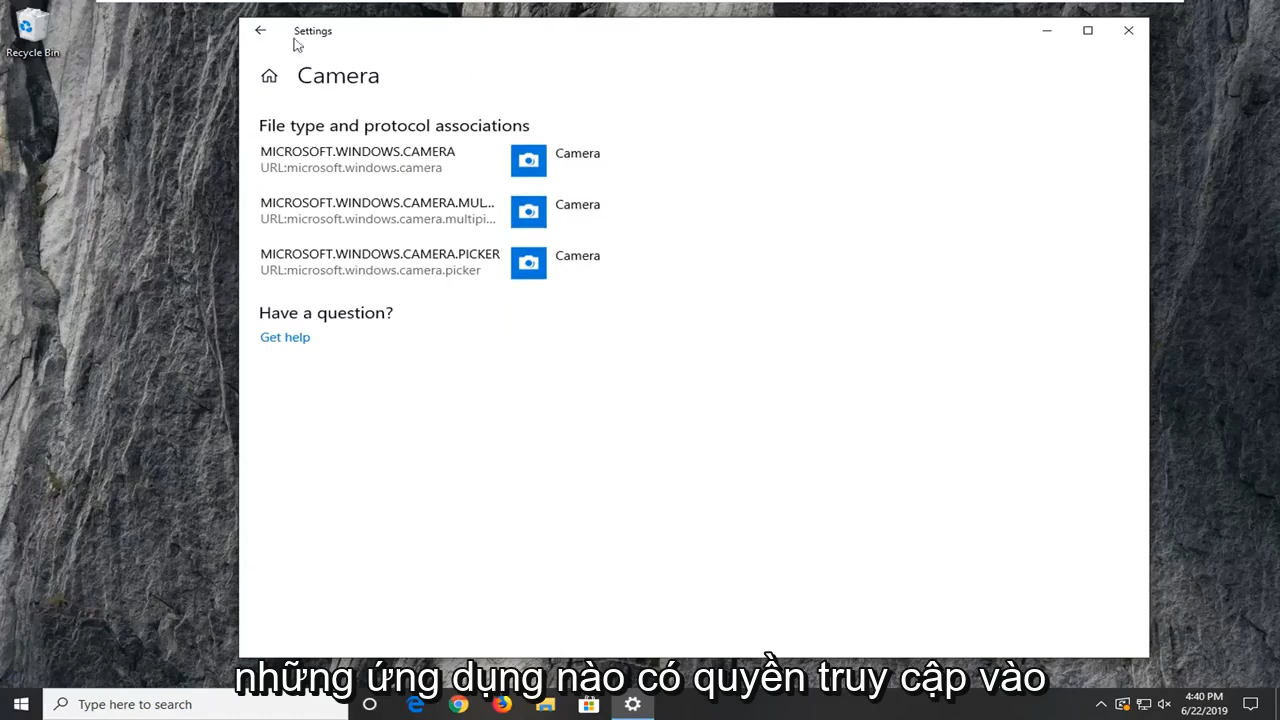 Recycle Bin
Settings
Camera
File type and protocol associations
MICROSOFT.WINDOWS.CAMERA
URL:microsoft.windows.camera
Camera
MICROSOFT.WINDOWS.CAMERA.MUL...
URL:microsoft.windows.camera.multipi...
Camera
MICROSOFT.WINDOWS.CAMERA.PICKER
URL:microsoft.windows.camera.picker
Camera
Have a question?
Get help
những ứng dụng nào có quyền truy cập vào
Type here to search
4:40 PM
6/22/2019